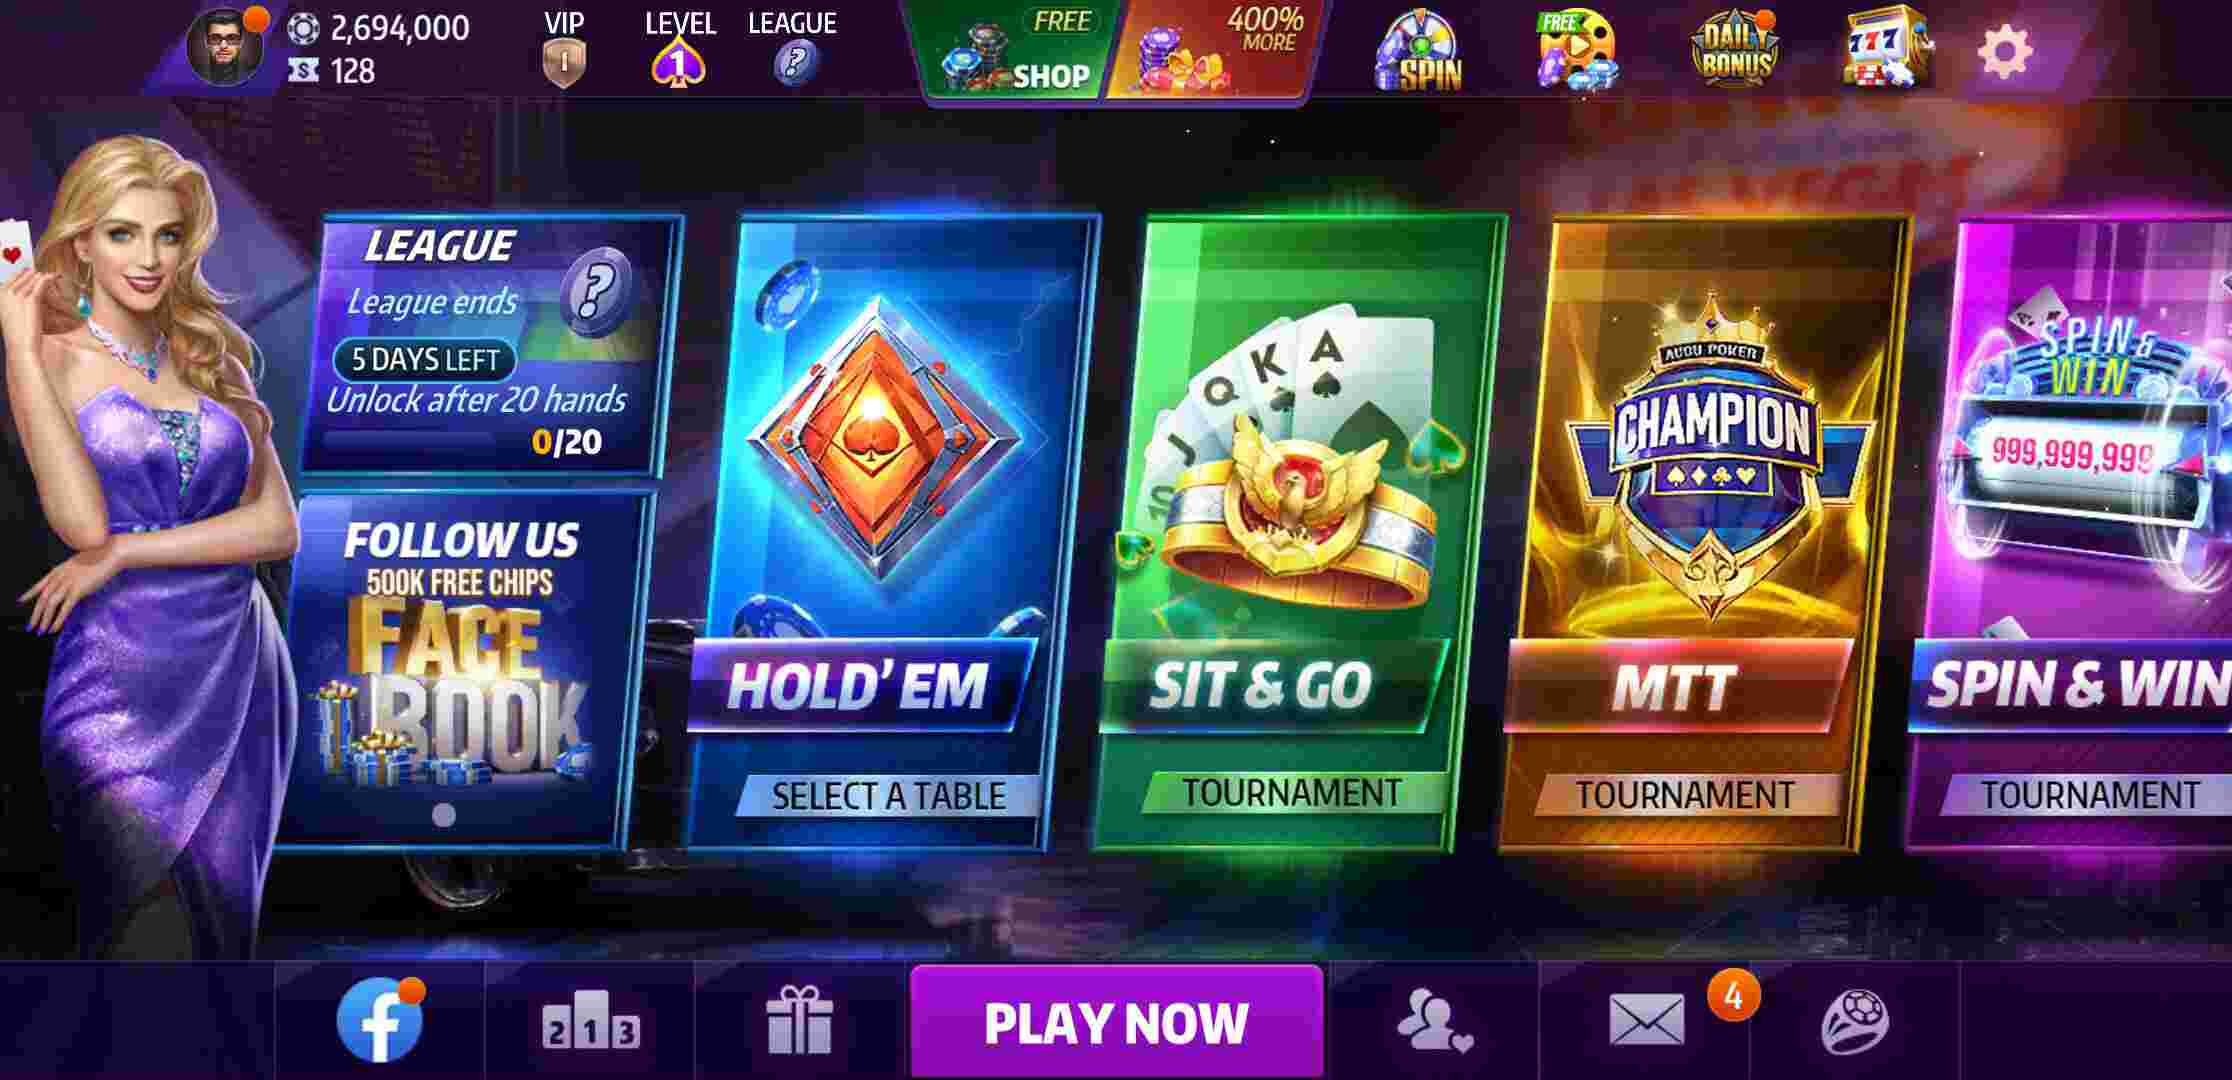 2,694,000
128
VIP
1
LEVEL
1
LEAGUE
?
FREE
SHOP
400%
MORE
SPIN
FREE
DAILY
BONUS
777
LEAGUE
League ends
5 DAYS LEFT
Unlock after 20 hands
0/20
?
FOLLOW US
500K FREE CHIPS
FACE
BOOK
HOLD' EM
SELECT A TABLE
A
K
Q
J
10
SIT & GO
TOURNAMENT
CHAMPION
MTT
TOURNAMENT
SPIN &
WIN
999,999,999
SPIN & WIN
TOURNAMENT
f
2 1 3
PLAY NOW
4